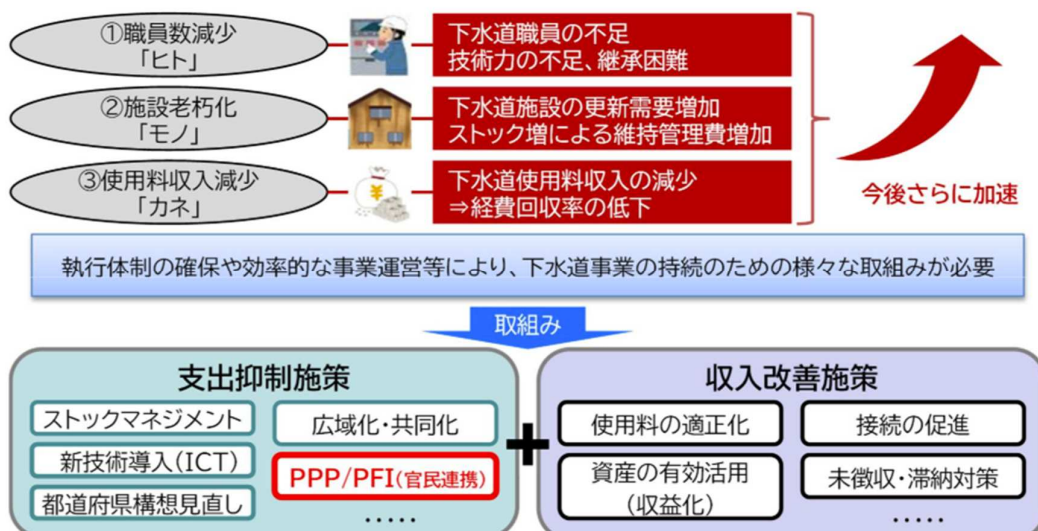 ①職員数減少
「ヒト」
下水道職員の不足
技術力の不足、継承困難
②施設老朽化
「モノ」
下水道施設の更新需要増加
ストック増による維持管理費増加
③使用料収入減少
「カネ」
¥
下水道使用料収入の減少
⇒経費回収率の低下
今後さらに加速
執行体制の確保や効率的な事業運営等により、下水道事業の持続のための様々な取組みが必要
取組み
支出抑制施策
ストックマネジメント
広域化・共同化
新技術導入(ICT)
PPP/PFI(官民連携)
都道府県構想見直し
.....
+
収入改善施策
使用料の適正化
接続の促進
資産の有効活用
(収益化)
未徴収・滞納対策
.....